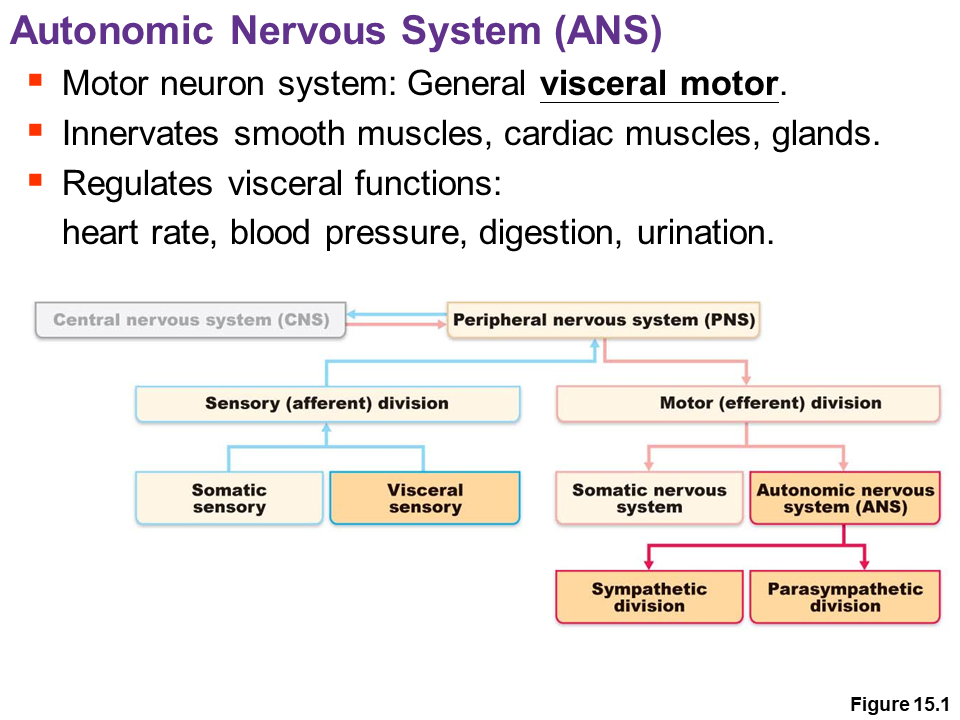 Autonomic Nervous System (ANS)
Motor neuron system: General visceral motor.
Innervates smooth muscles, cardiac muscles, glands.
Regulates visceral functions:
heart rate, blood pressure, digestion, urination.
Central nervous system (CNS)
Peripheral nervous system (PNS)
Sensory (afferent) division
Motor (efferent) division
Somatic
sensory
Visceral
sensory
Somatic nervous
system
Autonomic nervous
system (ANS)
Sympathetic
division
Parasympathetic
division
Figure 15.1